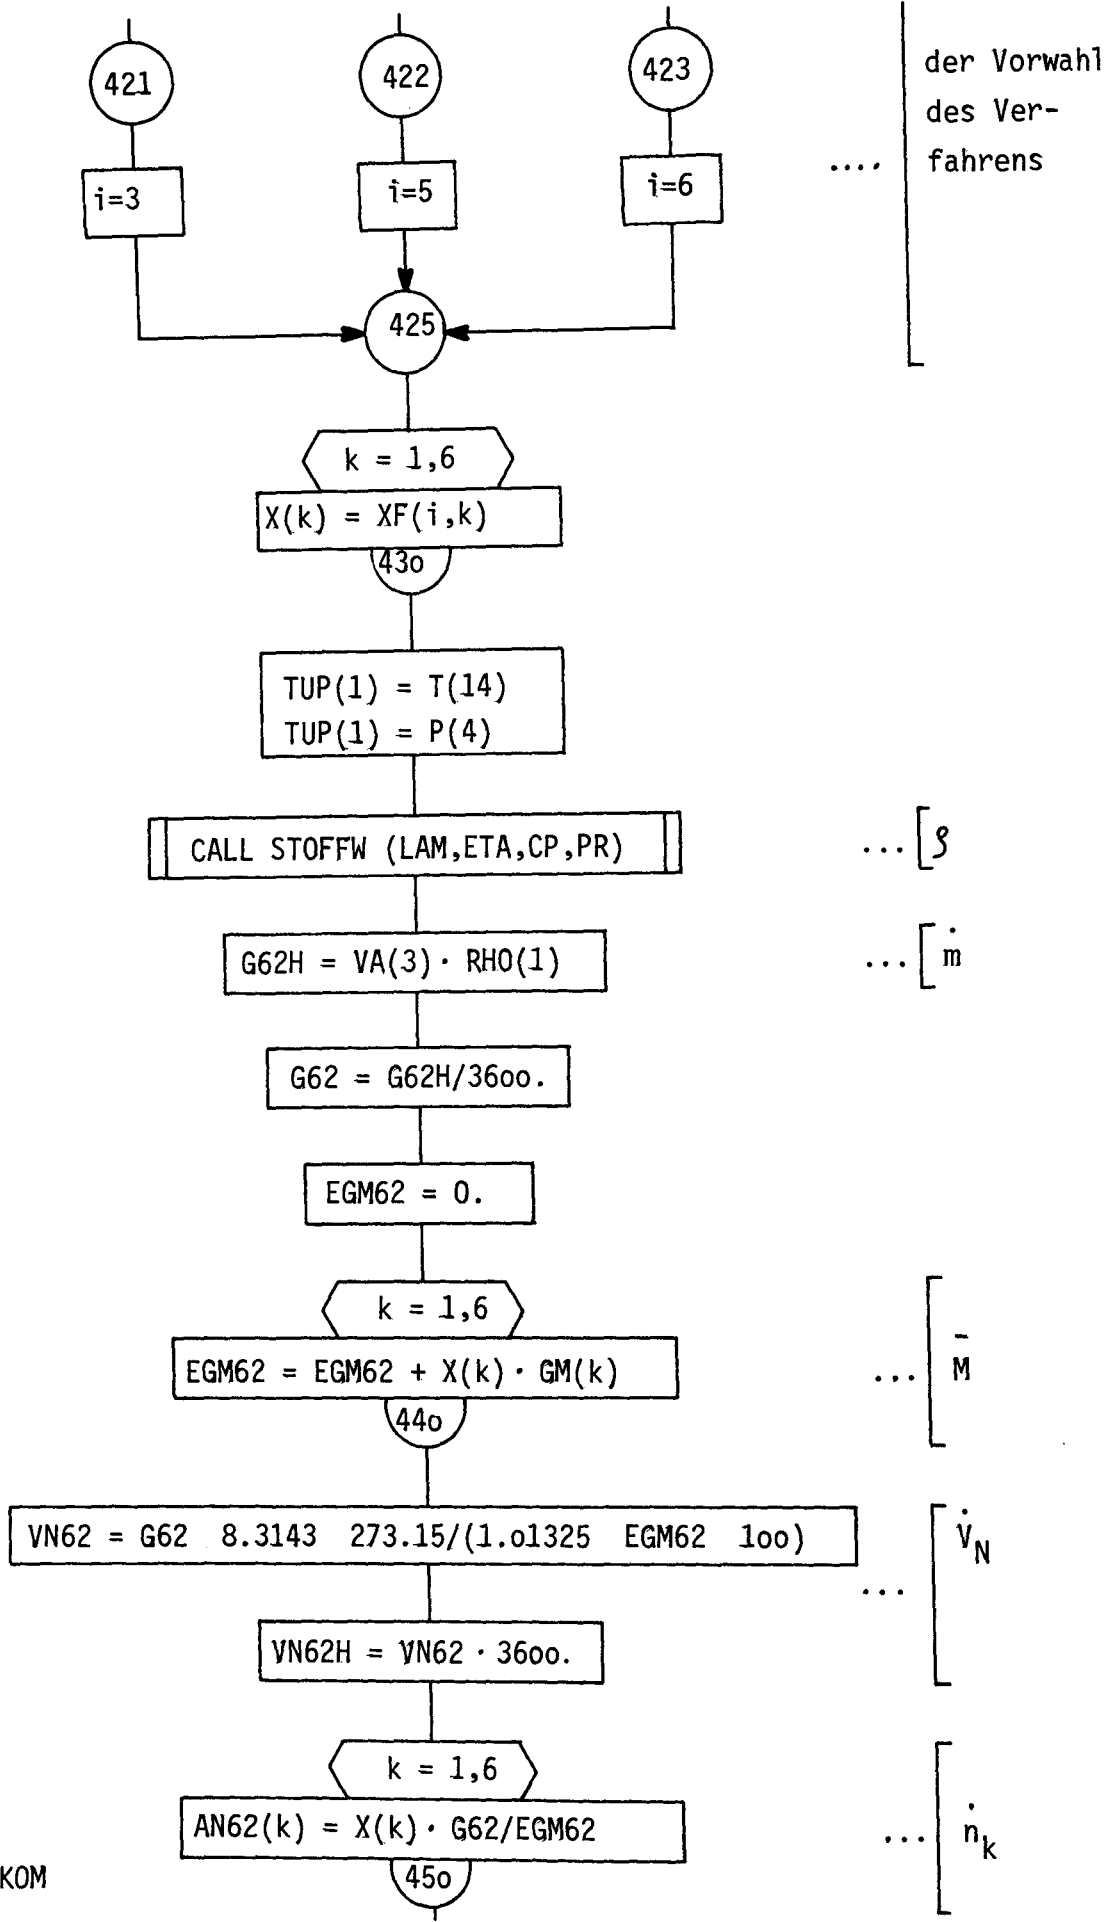 421 422 423
der Vorwahl
des Ver-
fahrens
i=3 i=5 i=6 ....
425
k = 1,6
X(k) = XF(i,k)
43o
TUP(1) = T(14)
TUP(1) = P(4)
CALL STOFFW (LAM,ETA,CP,PR) ... ρ
G62H = VA(3) · RHO(1) ... ṁ
G62 = G62H/36oo.
EGM62 = 0.
k = 1,6
EGM62 = EGM62 + X(k) · GM(k) ... M̄
44o
VN62 = G62 8.3143 273.15/(1.o1325 EGM62 1oo) V̇N
...
VN62H = VN62 · 36oo.
k = 1,6
AN62(k) = X(k) · G62/EGM62 ... ṅk
45o
KOM